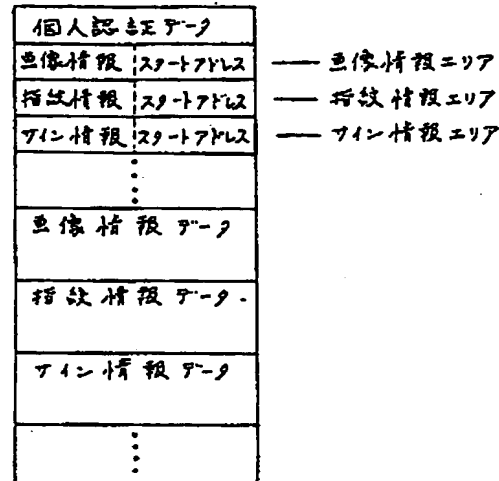 個人認証データ
画像情報 スタートアドレス 画像情報エリア
指紋情報 スタートアドレス 指紋情報エリア
サイン情報 スタートアドレス サイン情報エリア
画像情報データ
指紋情報データ
サイン情報データ